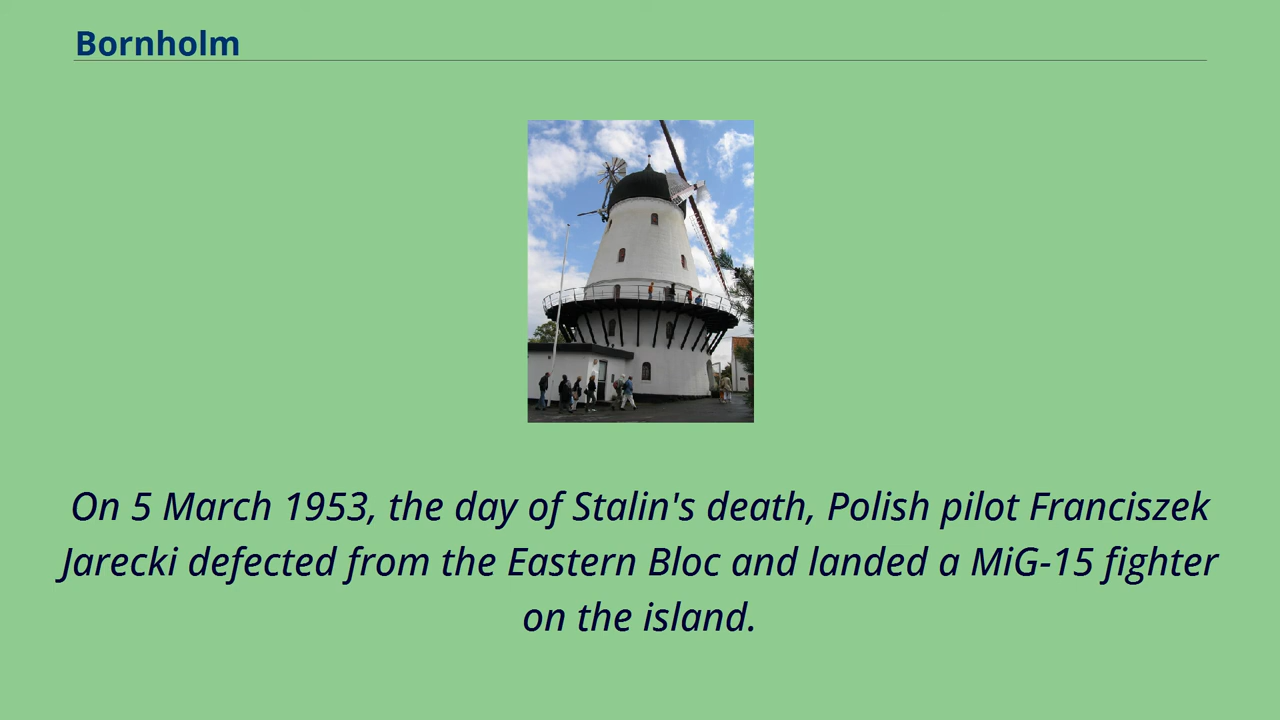 Bornholm
On 5 March 1953, the day of Stalin's death, Polish pilot Franciszek
Jarecki defected from the Eastern Bloc and landed a MiG-15 fighter
on the island.